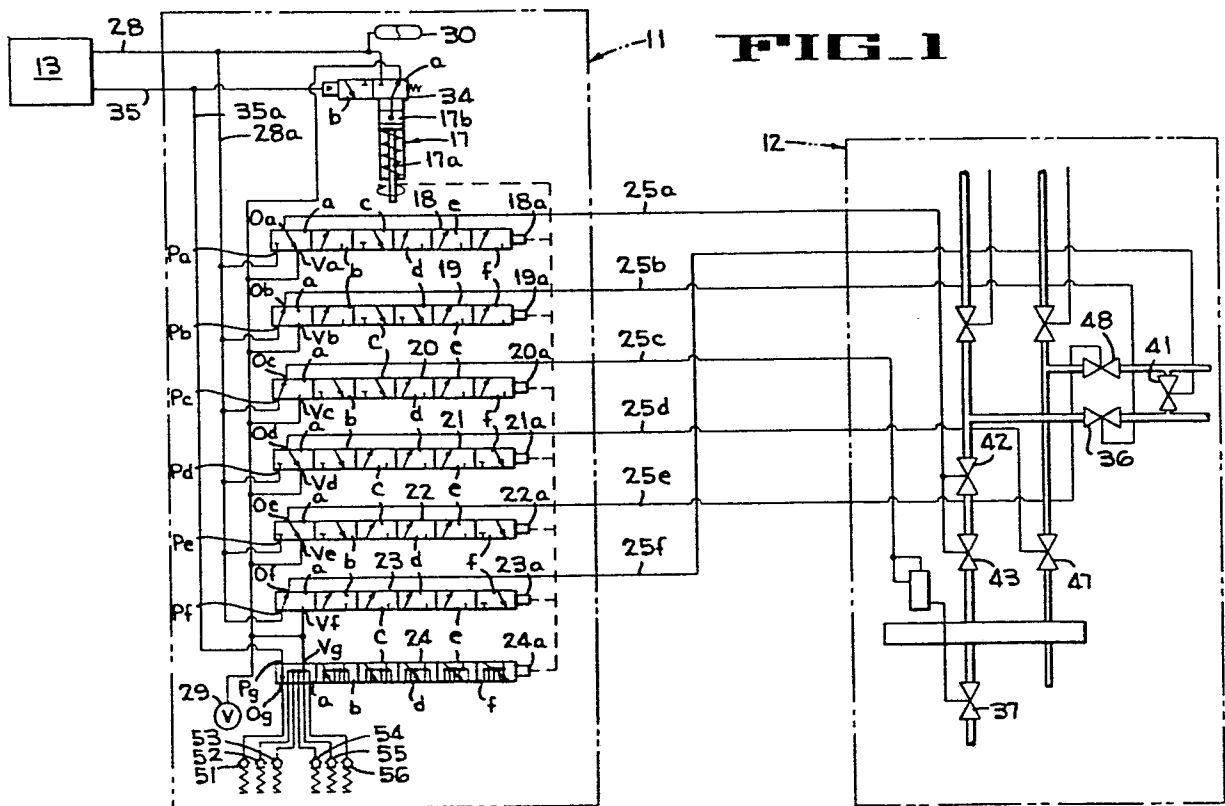 FIG_1
28
13
35
35a
28a
30
11
a
34
b
17b
17
17a
12
Oa
a
c
18
e
18a
25a
Pa
Va
b
d
f
Ob
a
b
d
19
19a
25b
Pb
Vb
c
e
48
41
Oc
a
c
20
e
20a
25c
Pc
Vc
b
d
f
36
Od
a
b
d
21
f
21a
25d
Pd
Vd
c
e
42
Oe
a
c
22
e
22a
25e
Pe
Ve
b
d
f
Of
a
b
23
d
23a
25f
Pf
Vf
c
e
43
47
Vg
c
24
e
24a
Pg
Og
a
b
d
f
29
V
53
52
51
54
55
56
37